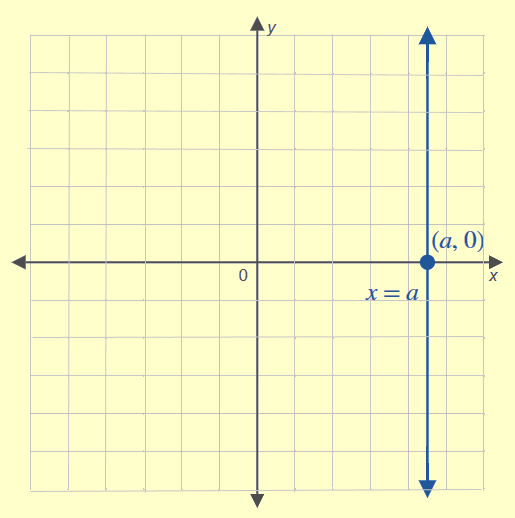 y
(a, 0)
0
x
x = a